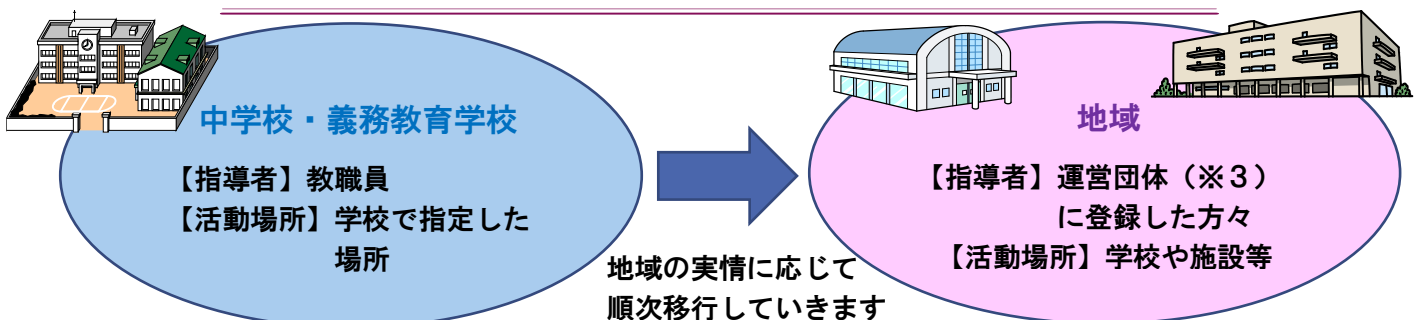 中学校・義務教育学校
【指導者】教職員
【活動場所】学校で指定した
場所
地域の実情に応じて
順次移行していきます
地域
【指導者】運営団体(※3)
に登録した方々
【活動場所】学校や施設等